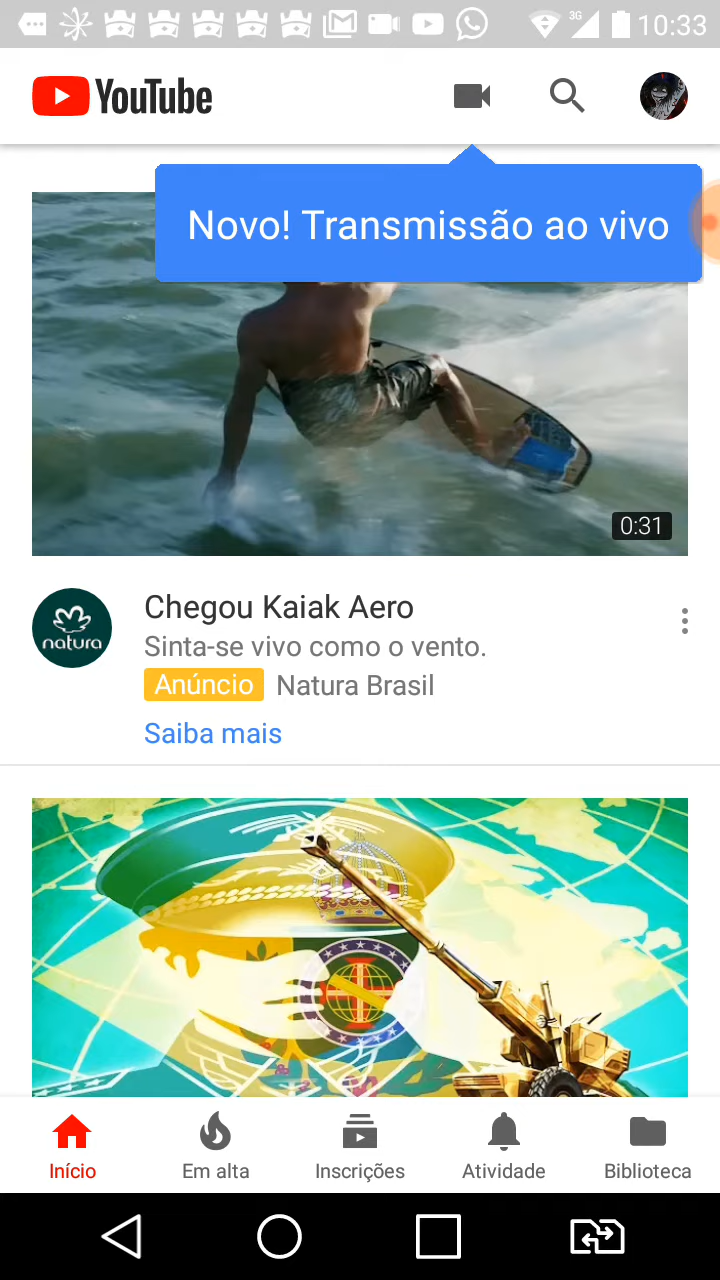 3G 10:33
YouTube
Novo! Transmissão ao vivo
0:31
natura
Chegou Kaiak Aero
Sinta-se vivo como o vento.
Anúncio Natura Brasil
Saiba mais
Início Em alta Inscrições Atividade Biblioteca